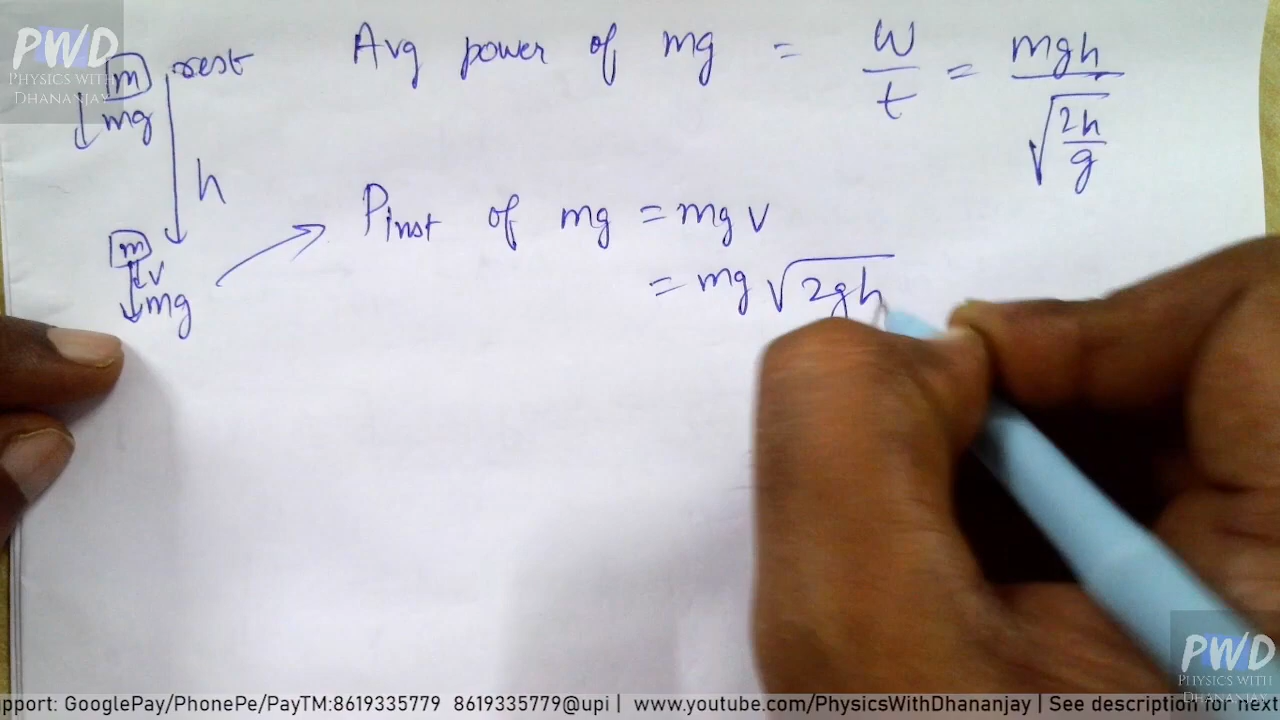 PWD
PHYSICS WITH
DHANANJAY
m rest
mg
h
m
v
mg
Avg power of mg = W/t = mgh/√(2h/g)
Pinst of mg = mg v
= mg √2gh
PWD
PHYSICS WITH
DHANANJAY
pport: GooglePay/PhonePe/PayTM:8619335779 8619335779@upi | www.youtube.com/PhysicsWithDhananjay | See description for next